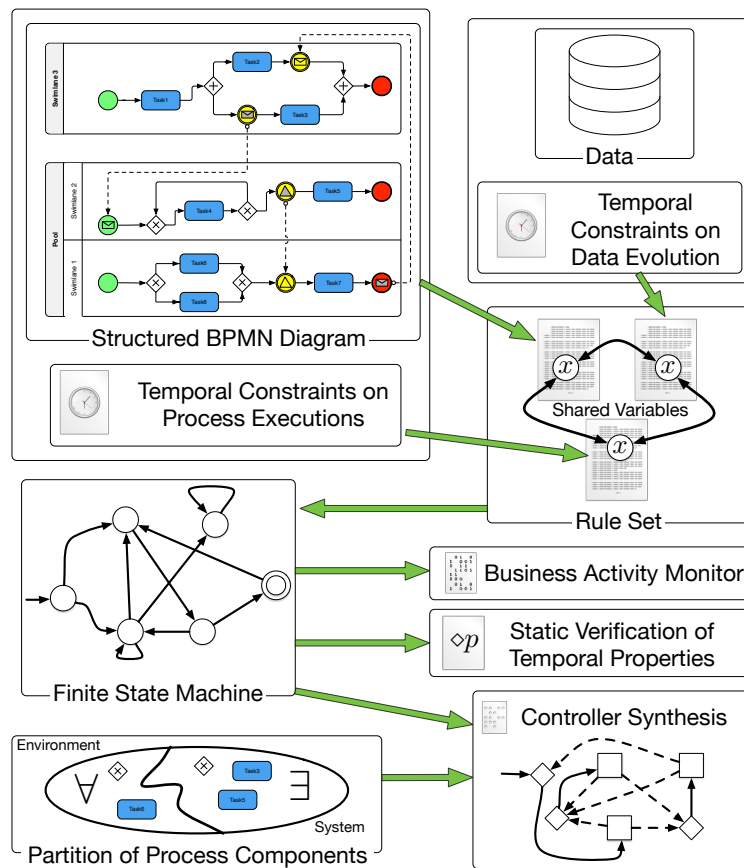 Swimlane 3
Task1
Task2
Task3
Data
Pool
Swimlane 2
Task4
Task5
Swimlane 1
Task6
Task8
Task7
Structured BPMN Diagram
Temporal
Constraints on
Data Evolution
Temporal Constraints on
Process Executions
x
x
Shared Variables
x
Rule Set
Finite State Machine
Business Activity Monitor
◇p
Static Verification of
Temporal Properties
Controller Synthesis
Environment
∀
Task6
Task3
Task5
∃
System
Partition of Process Components